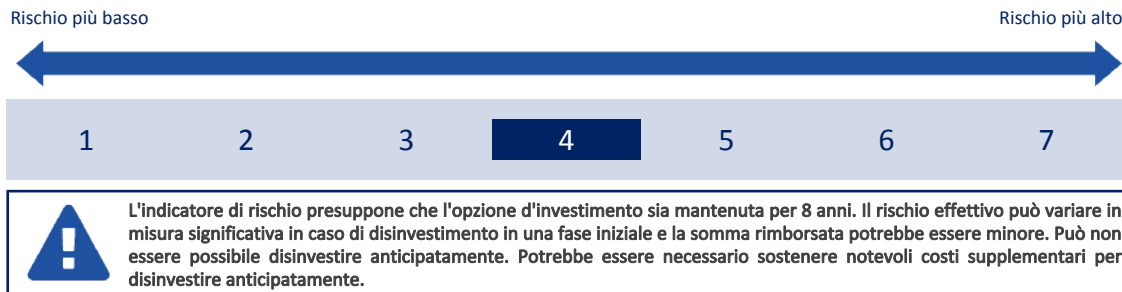 Rischio più basso Rischio più alto
1 2 3 4 5 6 7
L'indicatore di rischio presuppone che l'opzione d'investimento sia mantenuta per 8 anni. Il rischio effettivo può variare in
misura significativa in caso di disinvestimento in una fase iniziale e la somma rimborsata potrebbe essere minore. Può non
essere possibile disinvestire anticipatamente. Potrebbe essere necessario sostenere notevoli costi supplementari per
disinvestire anticipatamente.